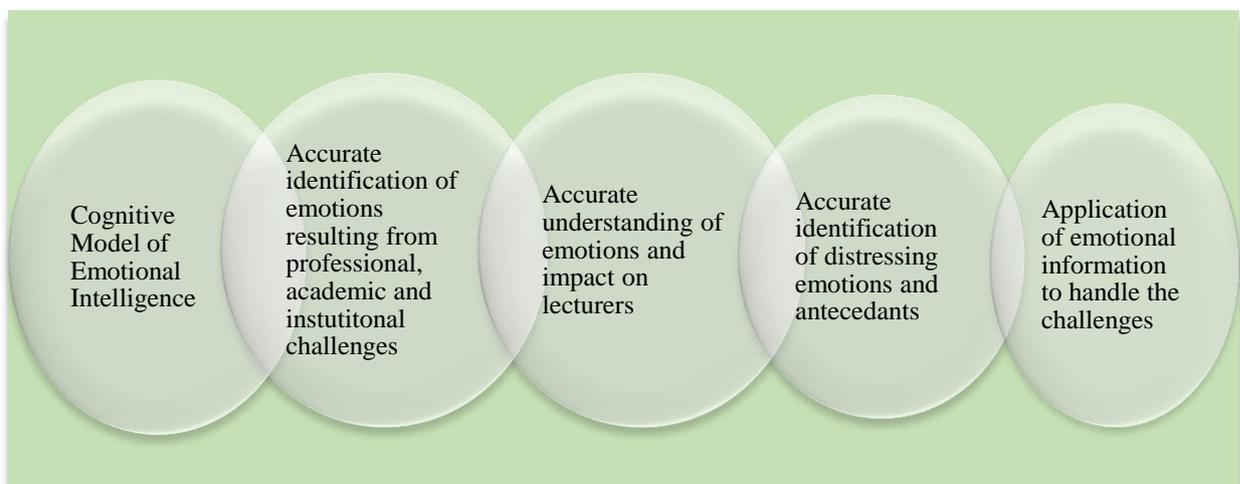 Cognitive
Model of
Emotional
Intelligence
Accurate
identification of
emotions
resulting from
professional,
academic and
instutitonal
challenges
Accurate
understanding of
emotions and
impact on
lecturers
Accurate
identification
of distressing
emotions and
antecedants
Application
of emotional
information
to handle the
challenges